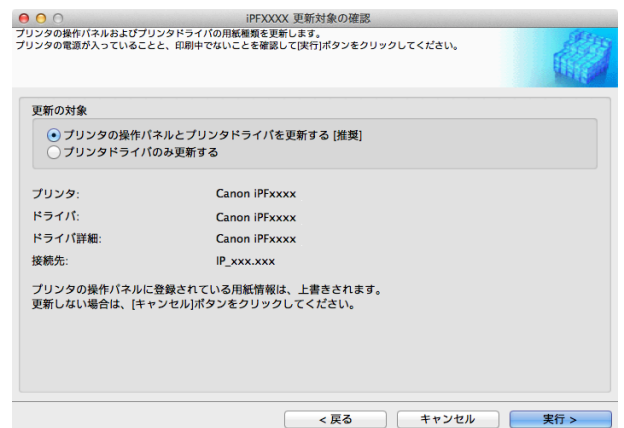 iPFXXXX 更新対象の確認
プリンタの操作パネルおよびプリンタドライバの用紙種類を更新します。
プリンタの電源が入っていることと、印刷中でないことを確認して[実行]ボタンをクリックしてください。
更新の対象
プリンタの操作パネルとプリンタドライバを更新する [推奨]
プリンタドライバのみ更新する
プリンタ: Canon iPFxxxx
ドライバ: Canon iPFxxxx
ドライバ詳細: Canon iPFxxxx
接続先: IP_xxx.xxx
プリンタの操作パネルに登録されている用紙情報は、上書きされます。
更新しない場合は、[キャンセル]ボタンをクリックしてください。
< 戻る キャンセル 実行 >